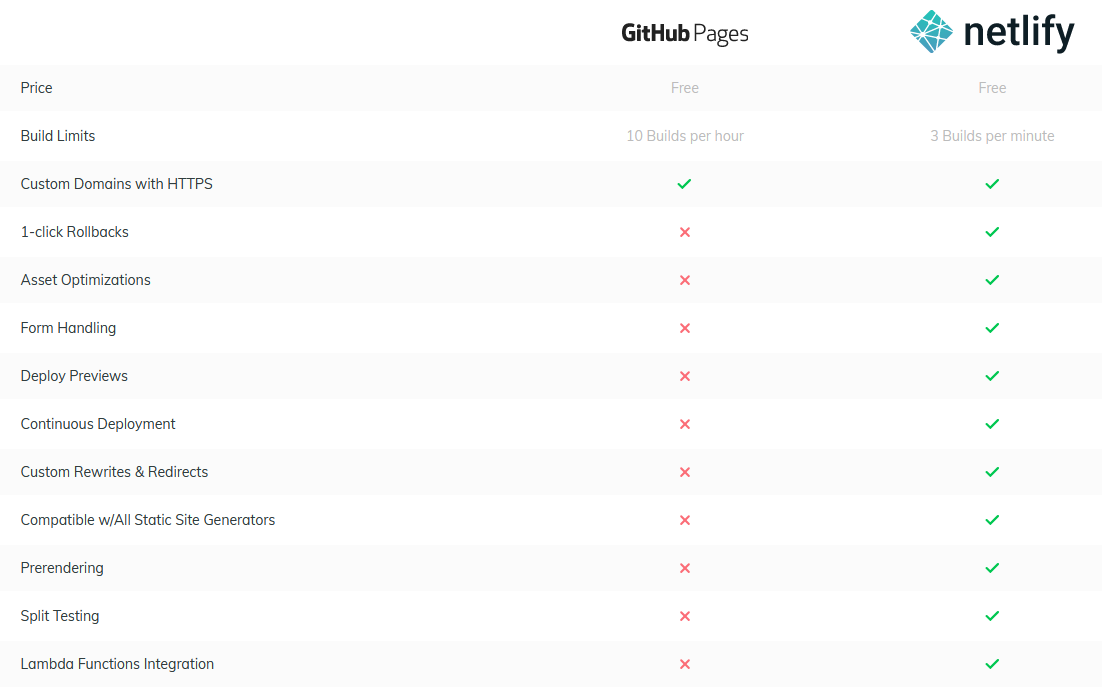 GitHub Pages netlify
Price Free Free
Build Limits 10 Builds per hour 3 Builds per minute
Custom Domains with HTTPS
1-click Rollbacks
Asset Optimizations
Form Handling
Deploy Previews
Continuous Deployment
Custom Rewrites & Redirects
Compatible w/All Static Site Generators
Prerendering
Split Testing
Lambda Functions Integration